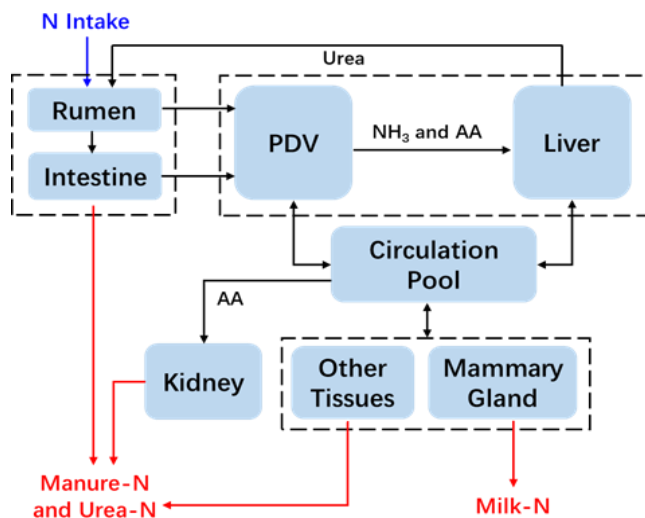 N Intake
Urea
Rumen
PDV
NH₃ and AA
Liver
Intestine
Circulation
Pool
AA
Kidney
Other
Tissues
Mammary
Gland
Manure-N
and Urea-N
Milk-N